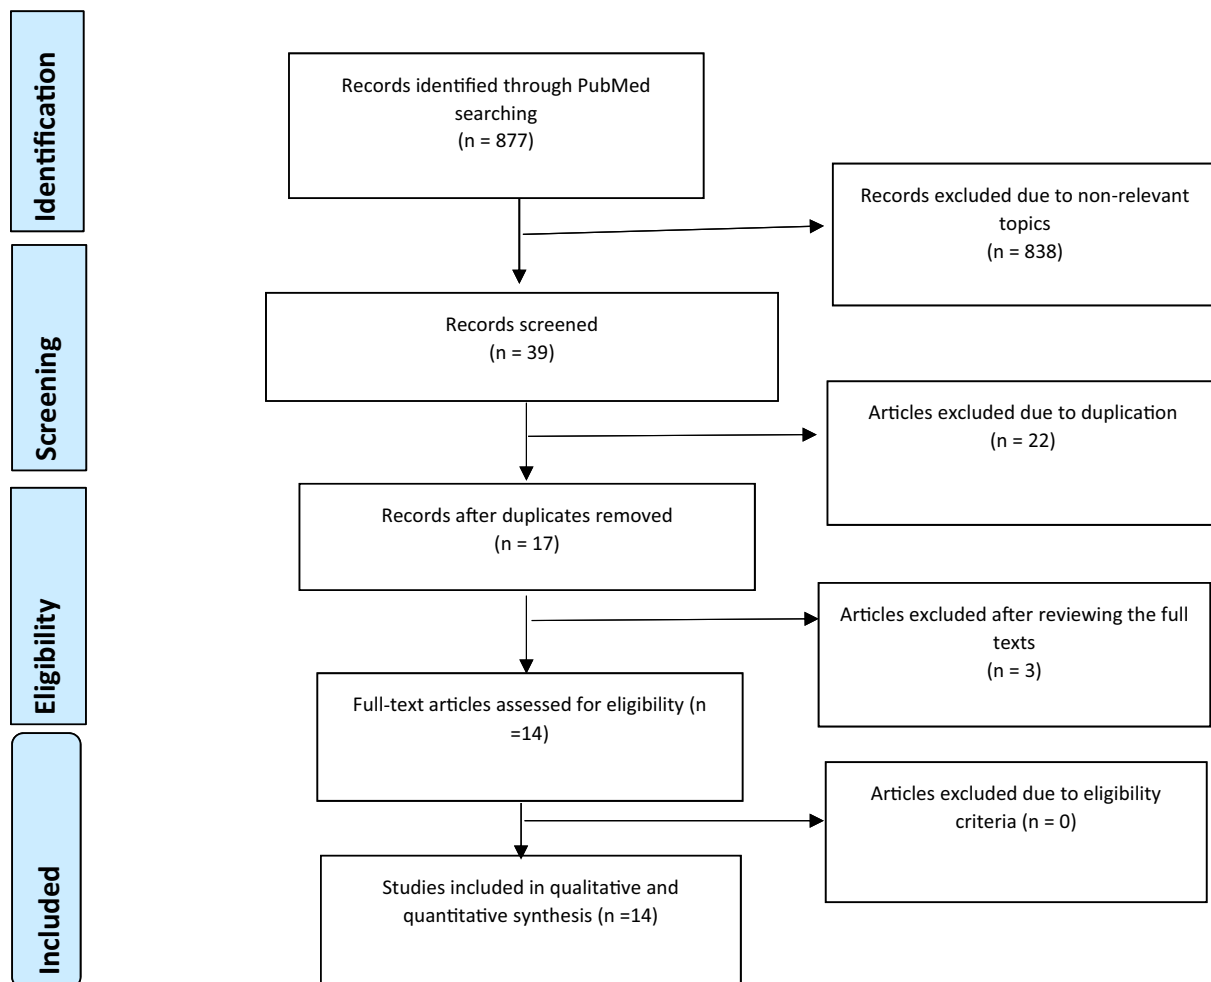 Identification
Records identified through PubMed
searching
(n = 877)
Records excluded due to non-relevant
topics
(n = 838)
Screening
Records screened
(n = 39)
Articles excluded due to duplication
(n = 22)
Eligibility
Records after duplicates removed
(n = 17)
Articles excluded after reviewing the full
texts
(n = 3)
Full-text articles assessed for eligibility (n
=14)
Included
Articles excluded due to eligibility
criteria (n = 0)
Studies included in qualitative and
quantitative synthesis (n =14)